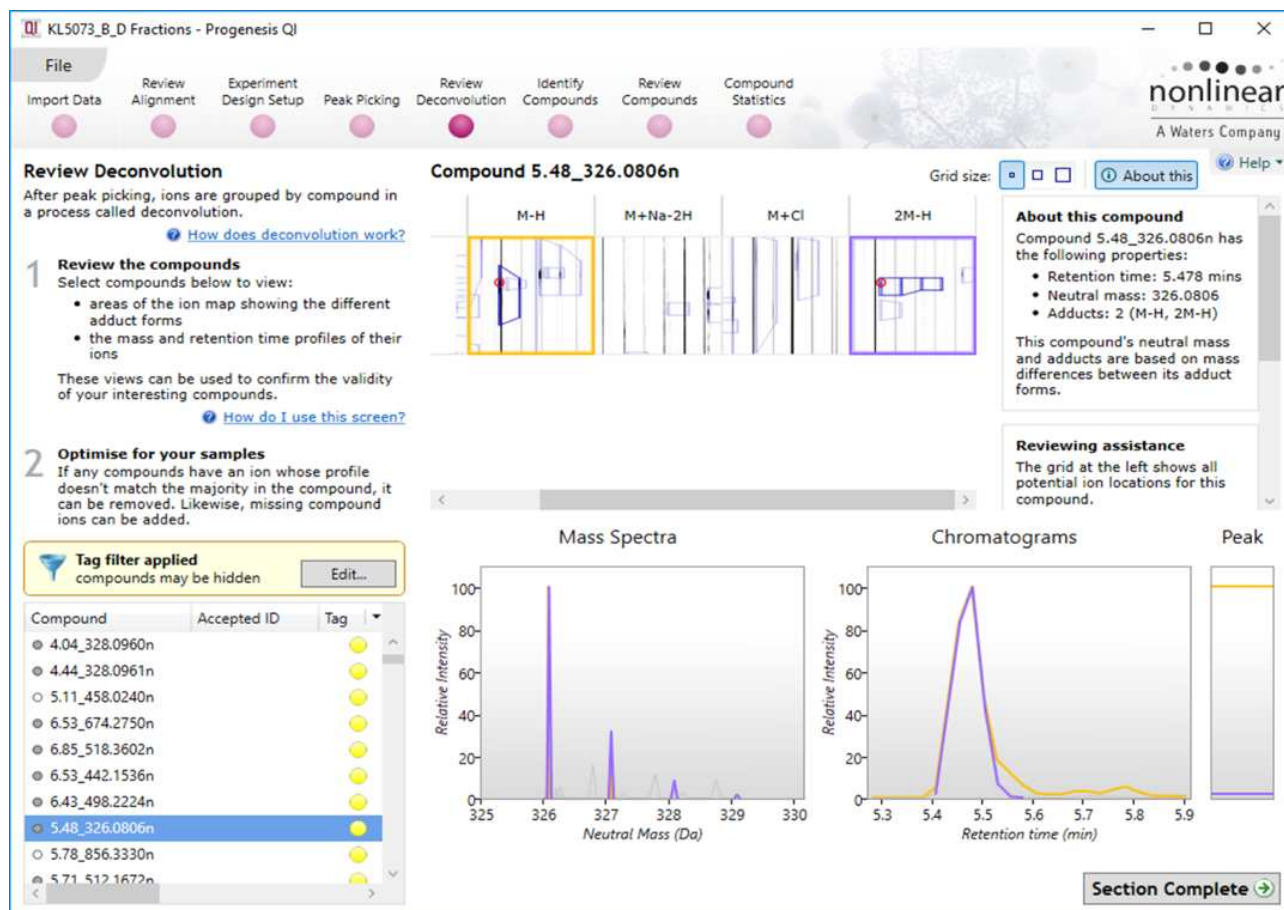 KL5073_B_D Fractions - Progenesis QI
File
Import Data
Review
Alignment
Experiment
Design Setup
Peak Picking
Review
Deconvolution
Identify
Compounds
Review
Compounds
Compound
Statistics
nonlinear
DYNAMICS
A Waters Company
Help
Review Deconvolution
After peak picking, ions are grouped by compound in
a process called deconvolution.
How does deconvolution work?
1
Review the compounds
Select compounds below to view:
• areas of the ion map showing the different
adduct forms
• the mass and retention time profiles of their
ions
These views can be used to confirm the validity
of your interesting compounds.
How do I use this screen?
2
Optimise for your samples
If any compounds have an ion whose profile
doesn't match the majority in the compound, it
can be removed. Likewise, missing compound
ions can be added.
Tag filter applied
compounds may be hidden
Edit...
Compound Accepted ID Tag
4.04_328.0960n
4.44_328.0961n
5.11_458.0240n
6.53_674.2750n
6.85_518.3602n
6.53_442.1536n
6.43_498.2224n
5.48_326.0806n
5.78_856.3330n
5.71_512.1672n
Compound 5.48_326.0806n
Grid size:
About this
M-H M+Na-2H M+Cl 2M-H
About this compound
Compound 5.48_326.0806n has
the following properties:
• Retention time: 5.478 mins
• Neutral mass: 326.0806
• Adducts: 2 (M-H, 2M-H)
This compound's neutral mass
and adducts are based on mass
differences between its adduct
forms.
Reviewing assistance
The grid at the left shows all
potential ion locations for this
compound.
Mass Spectra
Relative Intensity
100
80
60
40
20
0
325 326 327 328 329 330
Neutral Mass (Da)
Chromatograms
Relative Intensity
100
80
60
40
20
0
5.3 5.4 5.5 5.6 5.7 5.8 5.9
Retention time (min)
Peak
Section Complete